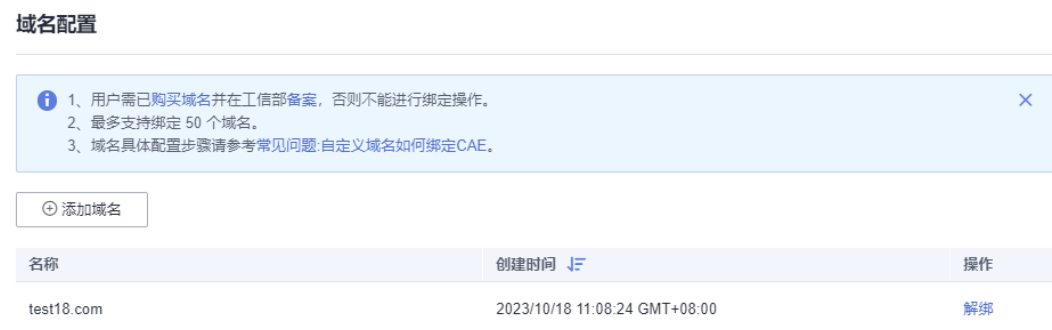 域名配置
1、用户需已购买域名并在工信部备案，否则不能进行绑定操作。
2、最多支持绑定 50 个域名。
3、域名具体配置步骤请参考常见问题:自定义域名如何绑定CAE。
添加域名
名称 创建时间 操作
test18.com 2023/10/18 11:08:24 GMT+08:00 解绑